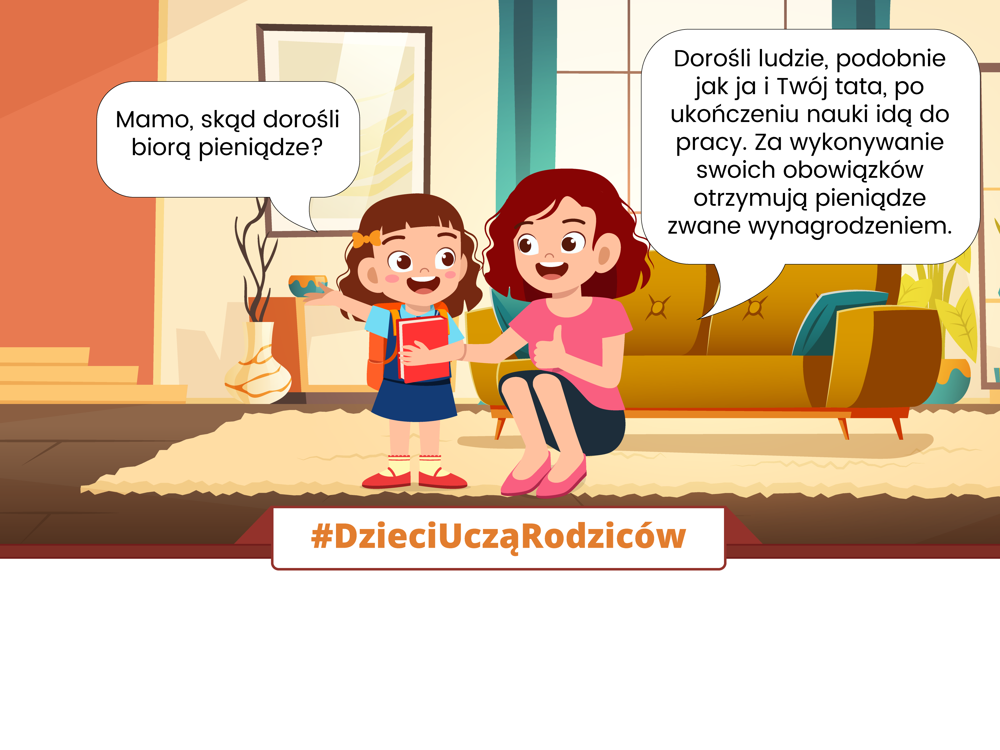 Mamo, skąd dorośli
biorą pieniądze?
Dorośli ludzie, podobnie
jak ja i Twój tata, po
ukończeniu nauki idą do
pracy. Za wykonywanie
swoich obowiązków
otrzymują pieniądze
zwane wynagrodzeniem.
#DzieciUcząRodziców